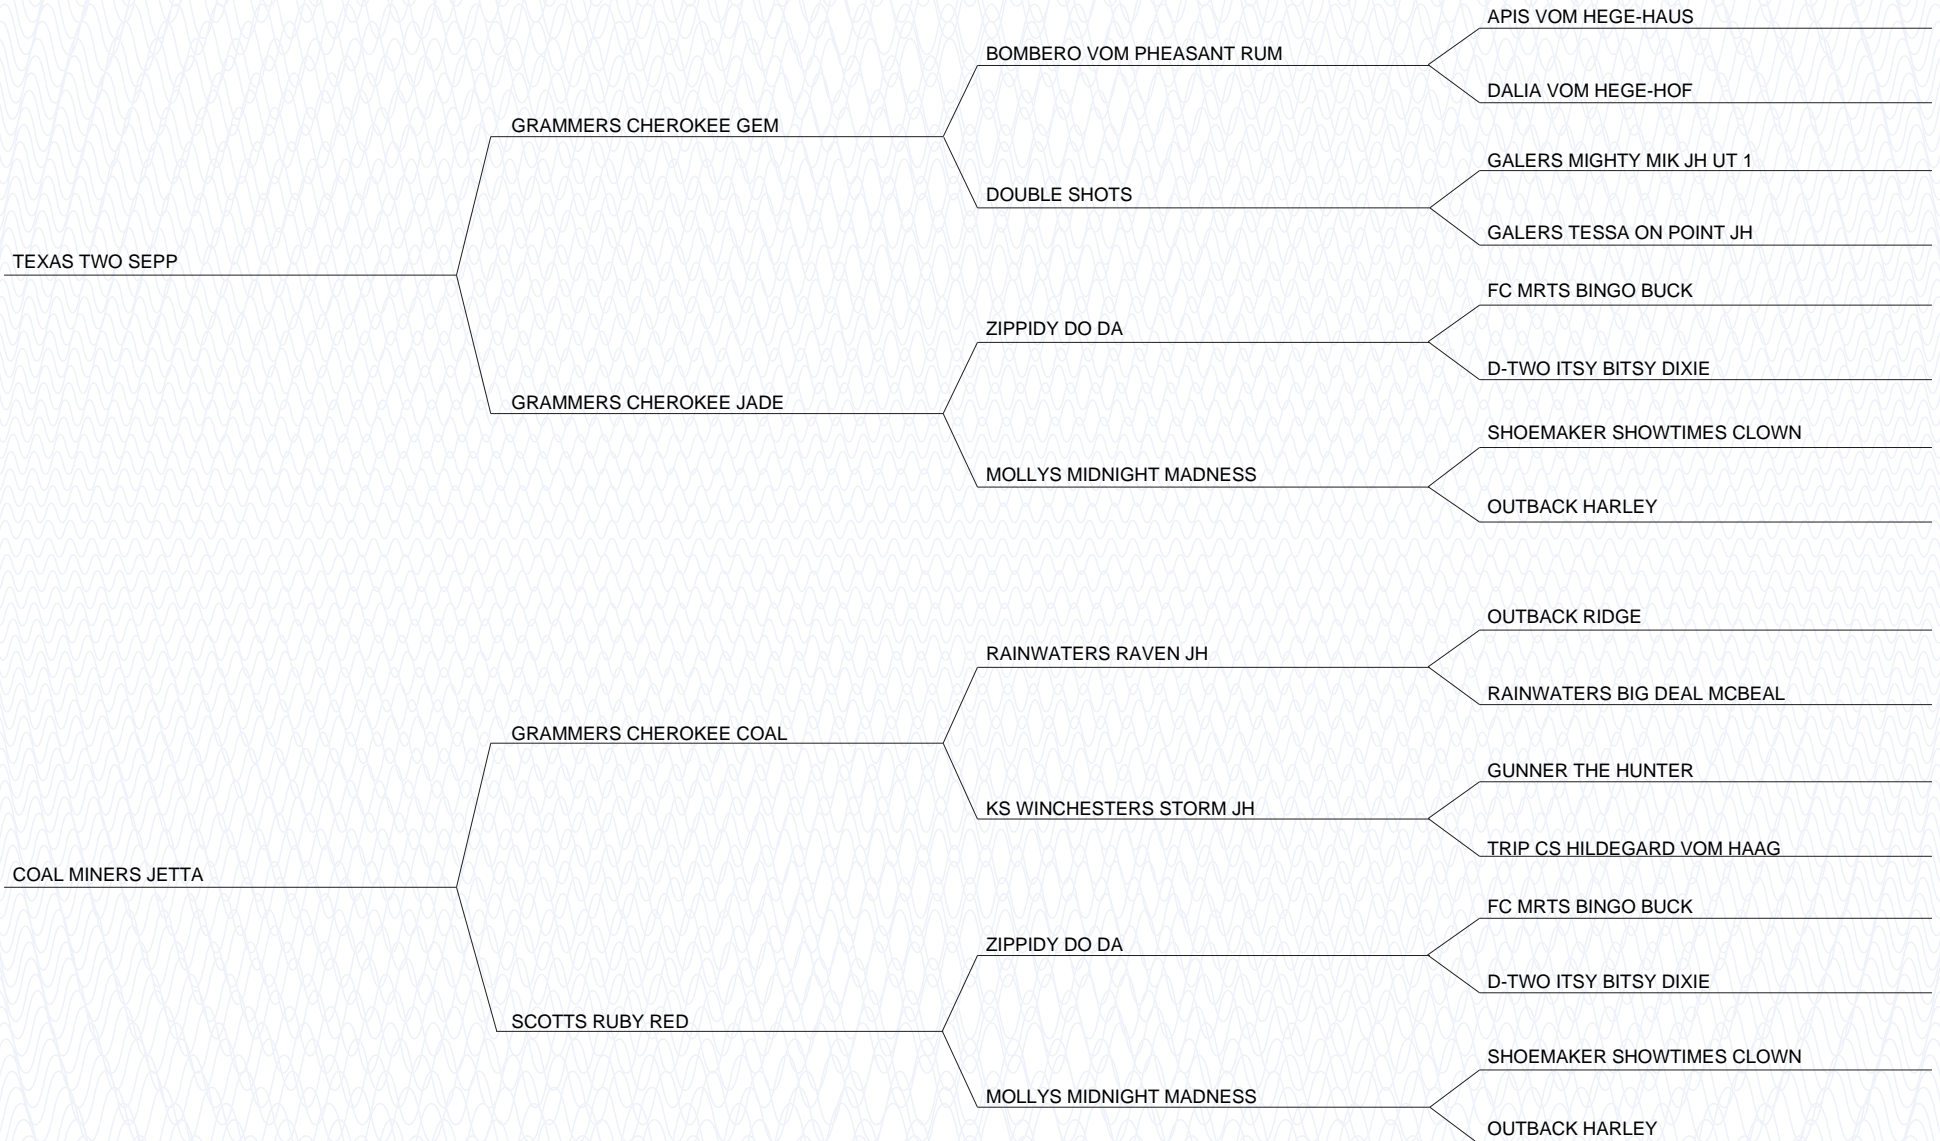 APIS VOM HEGE-HAUS
BOMBERO VOM PHEASANT RUM
DALIA VOM HEGE-HOF
GRAMMERS CHEROKEE GEM
GALERS MIGHTY MIK JH UT 1
DOUBLE SHOTS
GALERS TESSA ON POINT JH
TEXAS TWO SEPP
FC MRTS BINGO BUCK
ZIPPIDY DO DA
D-TWO ITSY BITSY DIXIE
GRAMMERS CHEROKEE JADE
SHOEMAKER SHOWTIMES CLOWN
MOLLYS MIDNIGHT MADNESS
OUTBACK HARLEY
OUTBACK RIDGE
RAINWATERS RAVEN JH
RAINWATERS BIG DEAL MCBEAL
GRAMMERS CHEROKEE COAL
GUNNER THE HUNTER
KS WINCHESTERS STORM JH
TRIP CS HILDEGARD VOM HAAG
COAL MINERS JETTA
FC MRTS BINGO BUCK
ZIPPIDY DO DA
D-TWO ITSY BITSY DIXIE
SCOTTS RUBY RED
SHOEMAKER SHOWTIMES CLOWN
MOLLYS MIDNIGHT MADNESS
OUTBACK HARLEY